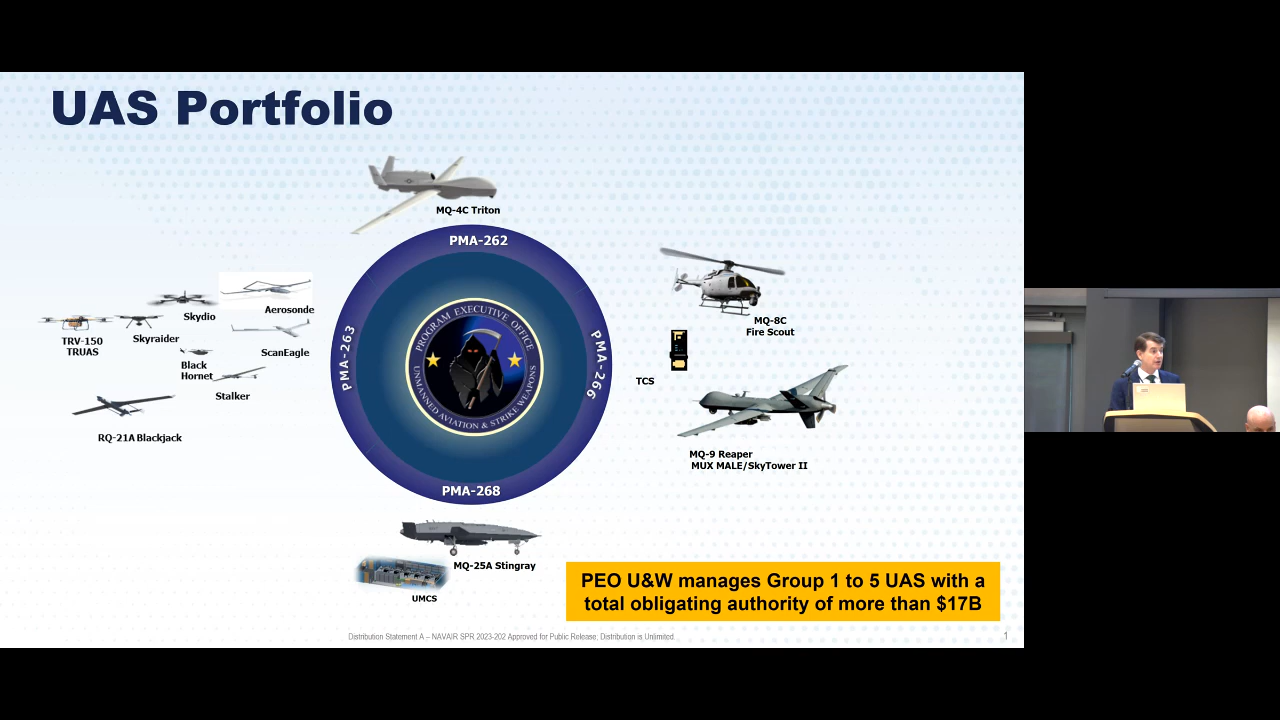 UAS Portfolio
MQ-4C Triton
PMA-262
PMA-263
PMA-266
PMA-268
PROGRAM EXECUTIVE OFFICE
UNMANNED AVIATION & STRIKE WEAPONS
Skydio
Aerosonde
TRV-150
TRUAS
Skyraider
ScanEagle
Black
Hornet
Stalker
RQ-21A Blackjack
MQ-8C
Fire Scout
TCS
MQ-9 Reaper
MUX MALE/SkyTower II
MQ-25A Stingray
UMCS
PEO U&W manages Group 1 to 5 UAS with a
total obligating authority of more than $17B
Distribution Statement A – NAVAIR SPR 2023-202 Approved for Public Release; Distribution is Unlimited
1